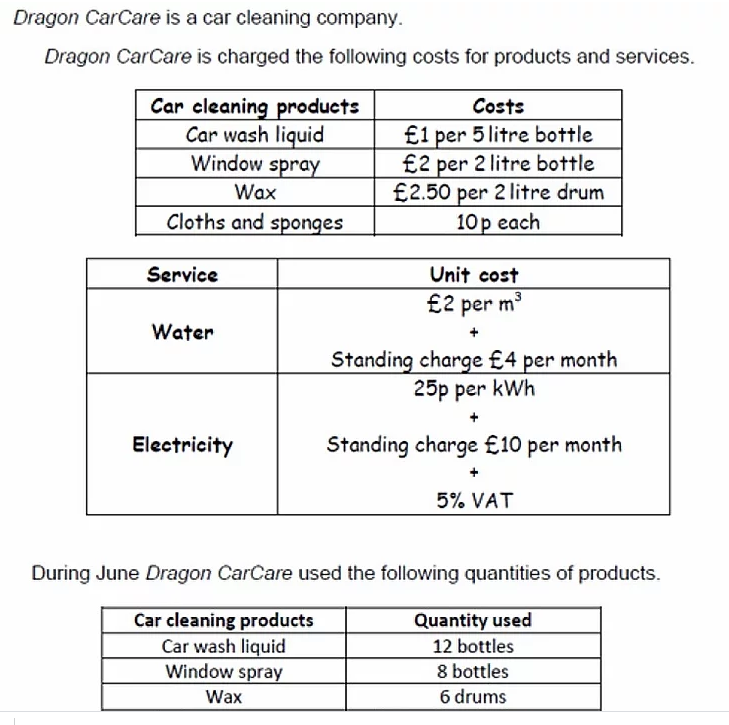 Dragon CarCare is a car cleaning company.
Dragon CarCare is charged the following costs for products and services.
Car cleaning products Costs
Car wash liquid £1 per 5 litre bottle
Window spray £2 per 2 litre bottle
Wax £2.50 per 2 litre drum
Cloths and sponges 10p each
Service Unit cost
Water £2 per m³
+
Standing charge £4 per month
Electricity 25p per kWh
+
Standing charge £10 per month
+
5% VAT
During June Dragon CarCare used the following quantities of products.
Car cleaning products Quantity used
Car wash liquid 12 bottles
Window spray 8 bottles
Wax 6 drums